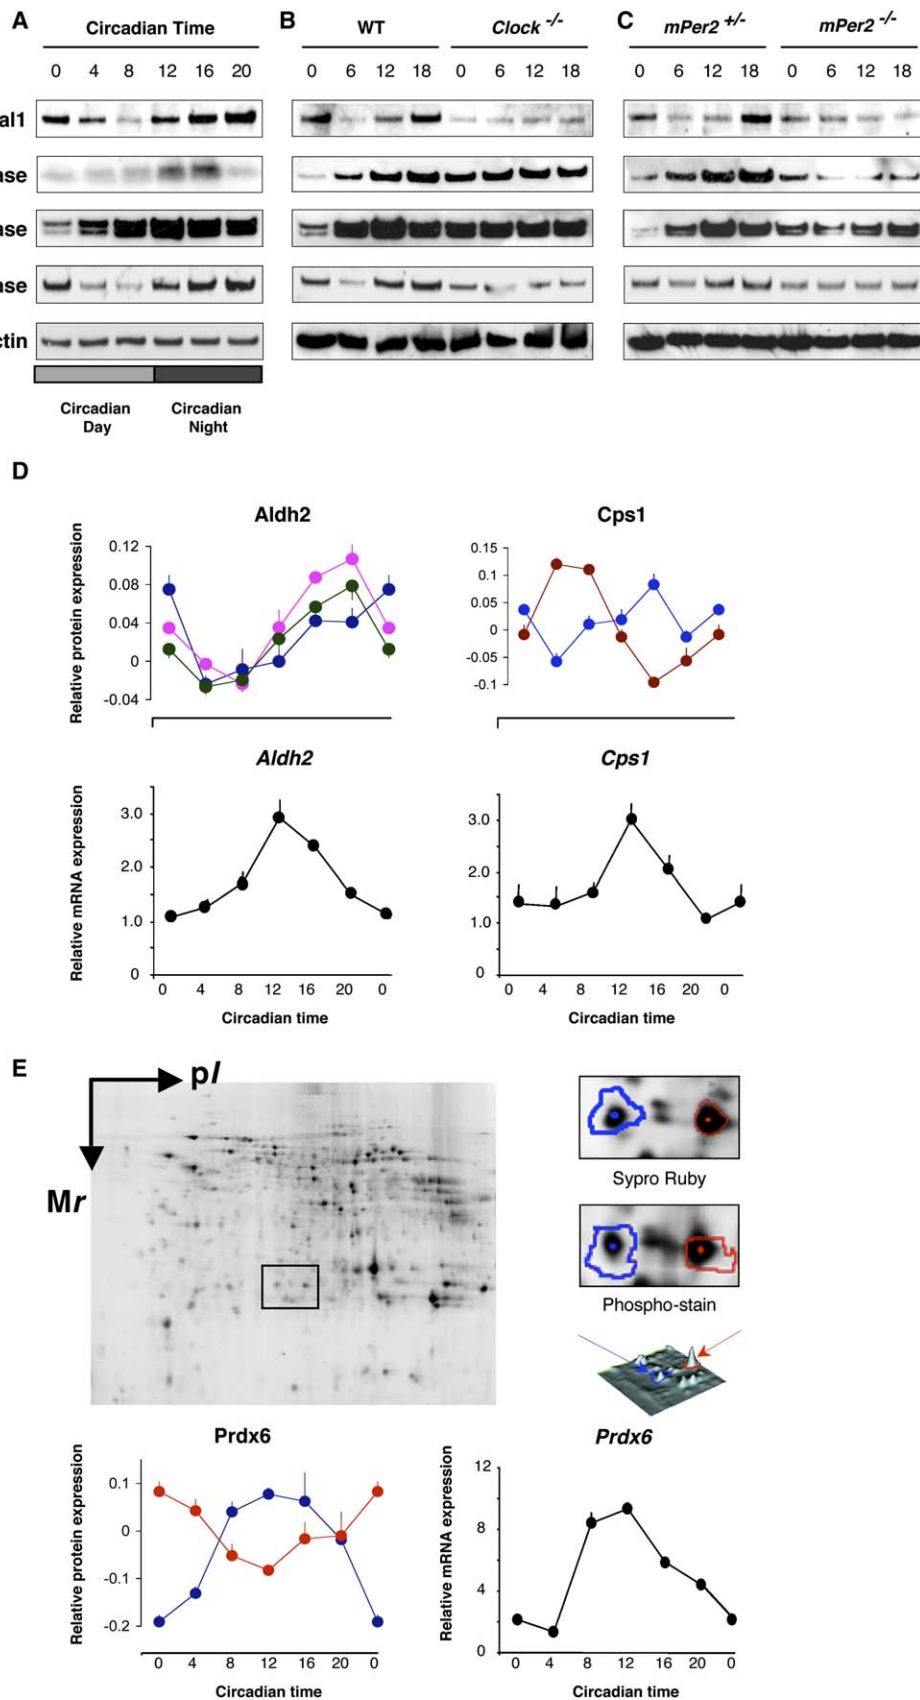 A
Circadian Time
0 4 8 12 16 20
B
WT
Clock -/-
0 6 12 18 0 6 12 18
C
mPer2 +/-
mPer2 -/-
0 6 12 18 0 6 12 18
al1
ase
ase
ase
ctin
Circadian
Day
Circadian
Night
D
Aldh2
Relative protein expression
0.12
0.08
0.04
0
-0.04
Cps1
0.15
0.1
0.05
0
-0.05
-0.1
Aldh2
Relative mRNA expression
3.0
2.0
1.0
0
0 4 8 12 16 20 0
Circadian time
Cps1
3.0
2.0
1.0
0
0 4 8 12 16 20 0
Circadian time
E
pI
Mr
Sypro Ruby
Phospho-stain
Prdx6
Relative protein expression
0.1
0
-0.1
-0.2
0 4 8 12 16 20 0
Circadian time
Prdx6
Relative mRNA expression
12
8
4
0
0 4 8 12 16 20 0
Circadian time